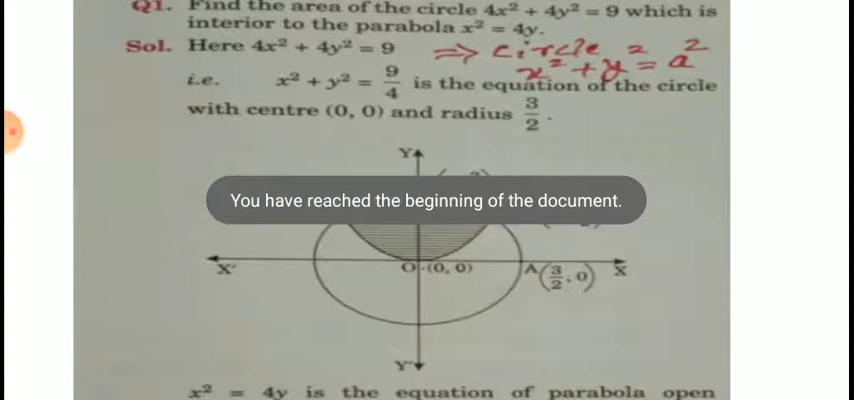 Q1. Find the area of the circle 4x² + 4y² = 9 which is
interior to the parabola x² = 4y.
Sol. Here 4x² + 4y² = 9 ⇒ circle
x² + y² = a²
i.e. x² + y² = 9/4 is the equation of the circle
with centre (0, 0) and radius 3/2.
Y
You have reached the beginning of the document.
X' O (0, 0) A(3/2, 0) X
Y'
x² = 4y is the equation of parabola open